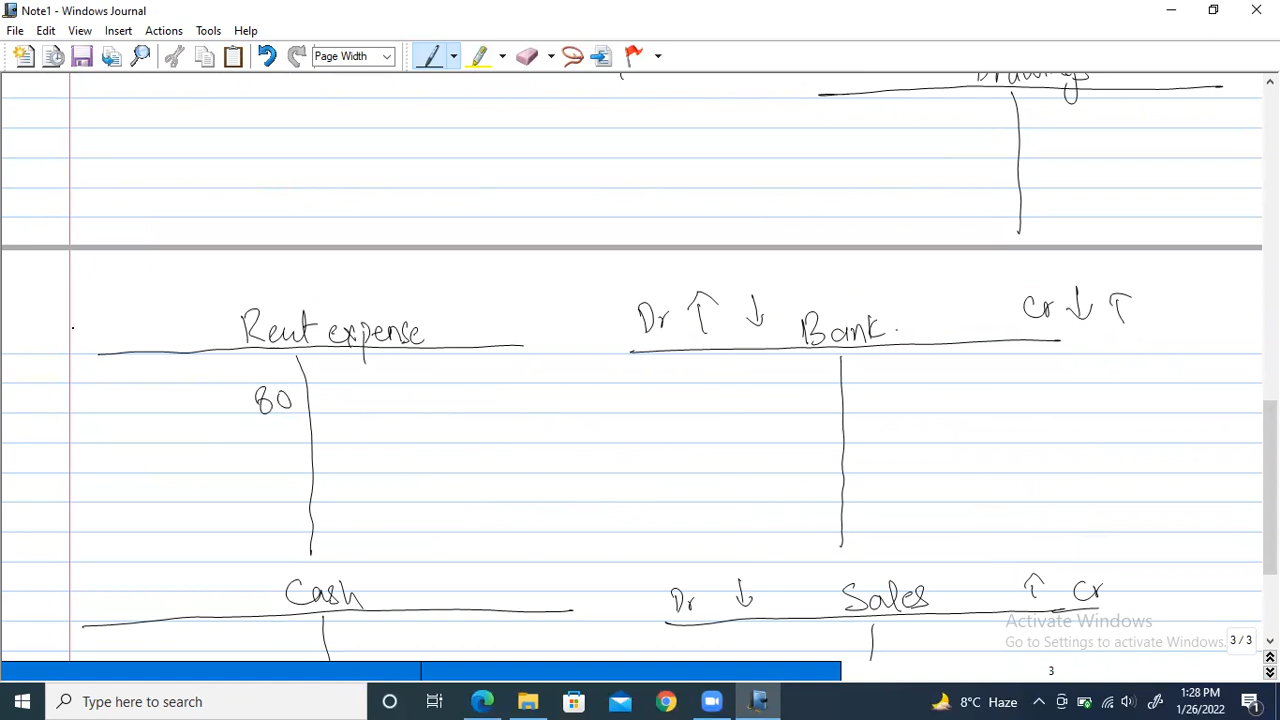 Note1 - Windows Journal
File Edit View Insert Actions Tools Help
Page Width
Drawings
Rent expense
Dr ↑ ↓ Bank. Cr ↓ ↑
80
Cash
Dr ↓ Sales ↑ Cr
Activate Windows
Go to Settings to activate Windows.
3 / 3
3
Type here to search
8°C Haze
1:28 PM
1/26/2022
1